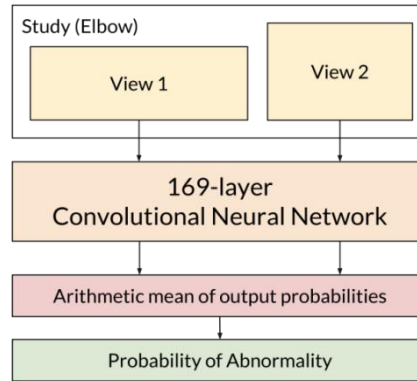 Study (Elbow)
View 1
View 2
169-layer
Convolutional Neural Network
Arithmetic mean of output probabilities
Probability of Abnormality